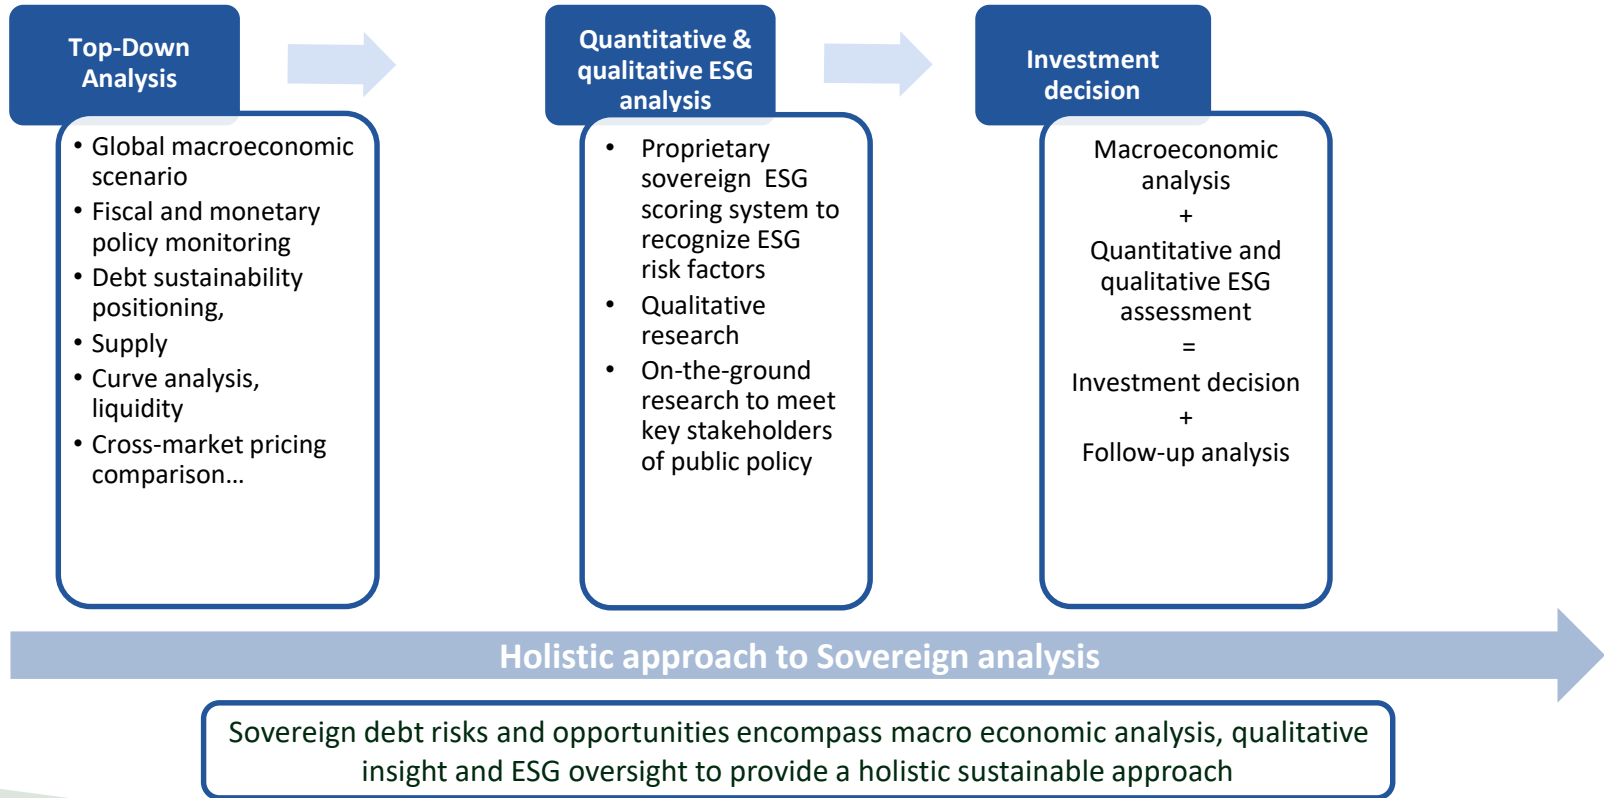 Top-Down
Analysis
• Global macroeconomic
scenario
• Fiscal and monetary
policy monitoring
• Debt sustainability
positioning,
• Supply
• Curve analysis,
liquidity
• Cross-market pricing
comparison...
Quantitative &
qualitative ESG
analysis
• Proprietary
sovereign ESG
scoring system to
recognize ESG
risk factors
• Qualitative
research
• On-the-ground
research to meet
key stakeholders
of public policy
Investment
decision
Macroeconomic
analysis
+
Quantitative and
qualitative ESG
assessment
=
Investment decision
+
Follow-up analysis
Holistic approach to Sovereign analysis
Sovereign debt risks and opportunities encompass macro economic analysis, qualitative
insight and ESG oversight to provide a holistic sustainable approach